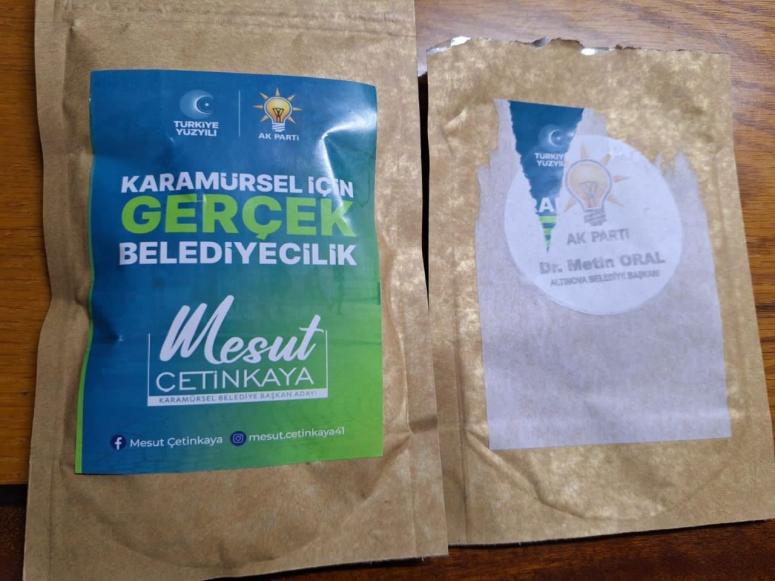 TÜRKİYE
YÜZYILI
AK PARTİ
KARAMÜRSEL İÇİN
GERÇEK
BELEDİYECİLİK
Mesut
ÇETİNKAYA
KARAMÜRSEL BELEDİYE BAŞKAN ADAYI
Mesut Çetinkaya mesut.cetinkaya41
TÜRKİYE
YÜZYILI
AK PARTİ
Dr. Metin ORAL
ALTINOVA BELEDİYE BAŞKANI